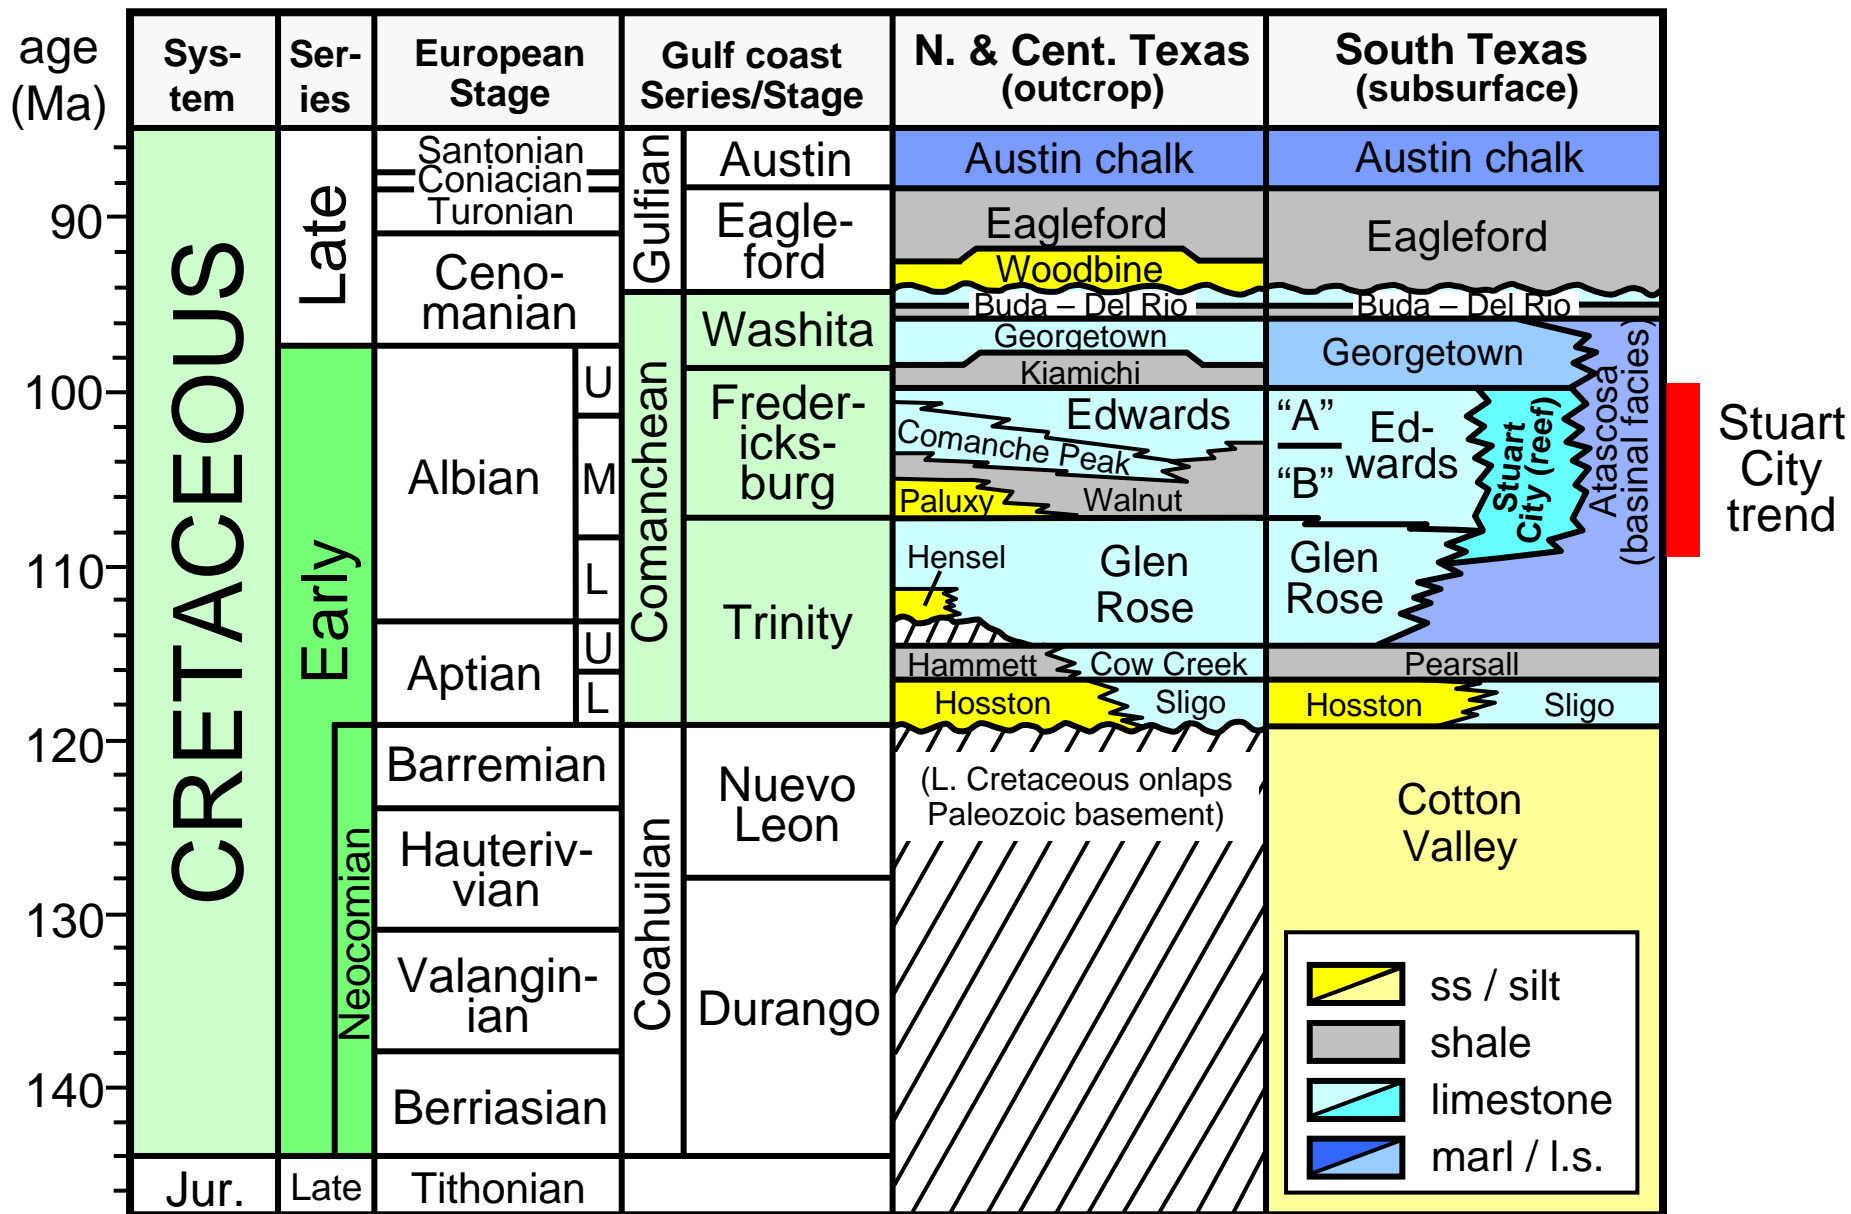 age
(Ma)
Sys-
tem
Ser-
ies
European
Stage
Gulf coast
Series/Stage
N. & Cent. Texas
(outcrop)
South Texas
(subsurface)
90
100
110
120
130
140
CRETACEOUS
Jur.
Late
Early
Neocomian
Late
Santonian
Coniacian
Turonian
Ceno-
manian
Albian
U
M
L
Aptian
U
L
Barremian
Hauteriv-
vian
Valangin-
ian
Berriasian
Tithonian
Gulfian
Comanchean
Coahuilan
Austin
Eagle-
ford
Washita
Freder-
icks-
burg
Trinity
Nuevo
Leon
Durango
Austin chalk
Eagleford
Woodbine
Buda – Del Rio
Georgetown
Kiamichi
Edwards
Comanche Peak
Paluxy
Walnut
Hensel
Glen
Rose
Hammett
Cow Creek
Hosston
Sligo
(L. Cretaceous onlaps
Paleozoic basement)
Austin chalk
Eagleford
Buda – Del Rio
Georgetown
“A”
“B”
Ed-
wards
Stuart
City (reef)
Atascosa
(basinal facies)
Glen
Rose
Pearsall
Hosston
Sligo
Cotton
Valley
ss / silt
shale
limestone
marl / l.s.
Stuart
City
trend